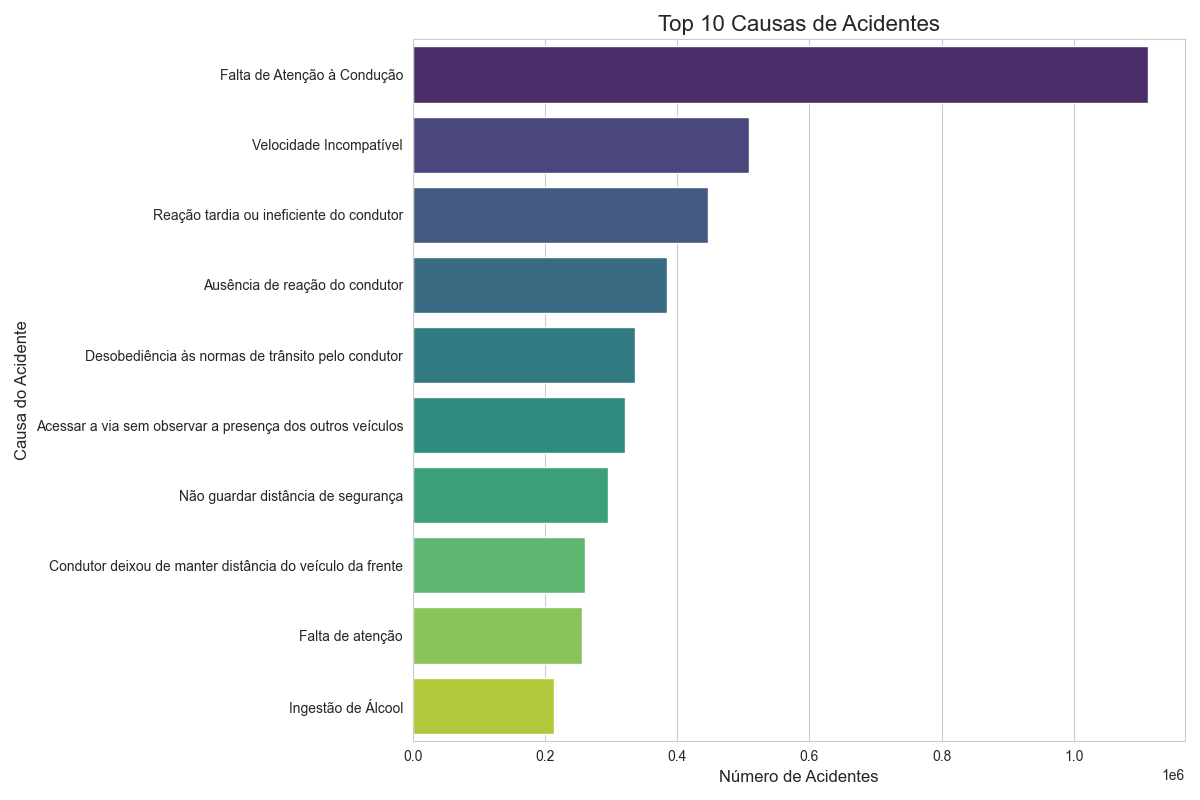 Top 10 Causas de Acidentes
Causa do Acidente
Falta de Atenção à Condução
Velocidade Incompatível
Reação tardia ou ineficiente do condutor
Ausência de reação do condutor
Desobediência às normas de trânsito pelo condutor
Acessar a via sem observar a presença dos outros veículos
Não guardar distância de segurança
Condutor deixou de manter distância do veículo da frente
Falta de atenção
Ingestão de Álcool
0.0 0.2 0.4 0.6 0.8 1.0
1e6
Número de Acidentes